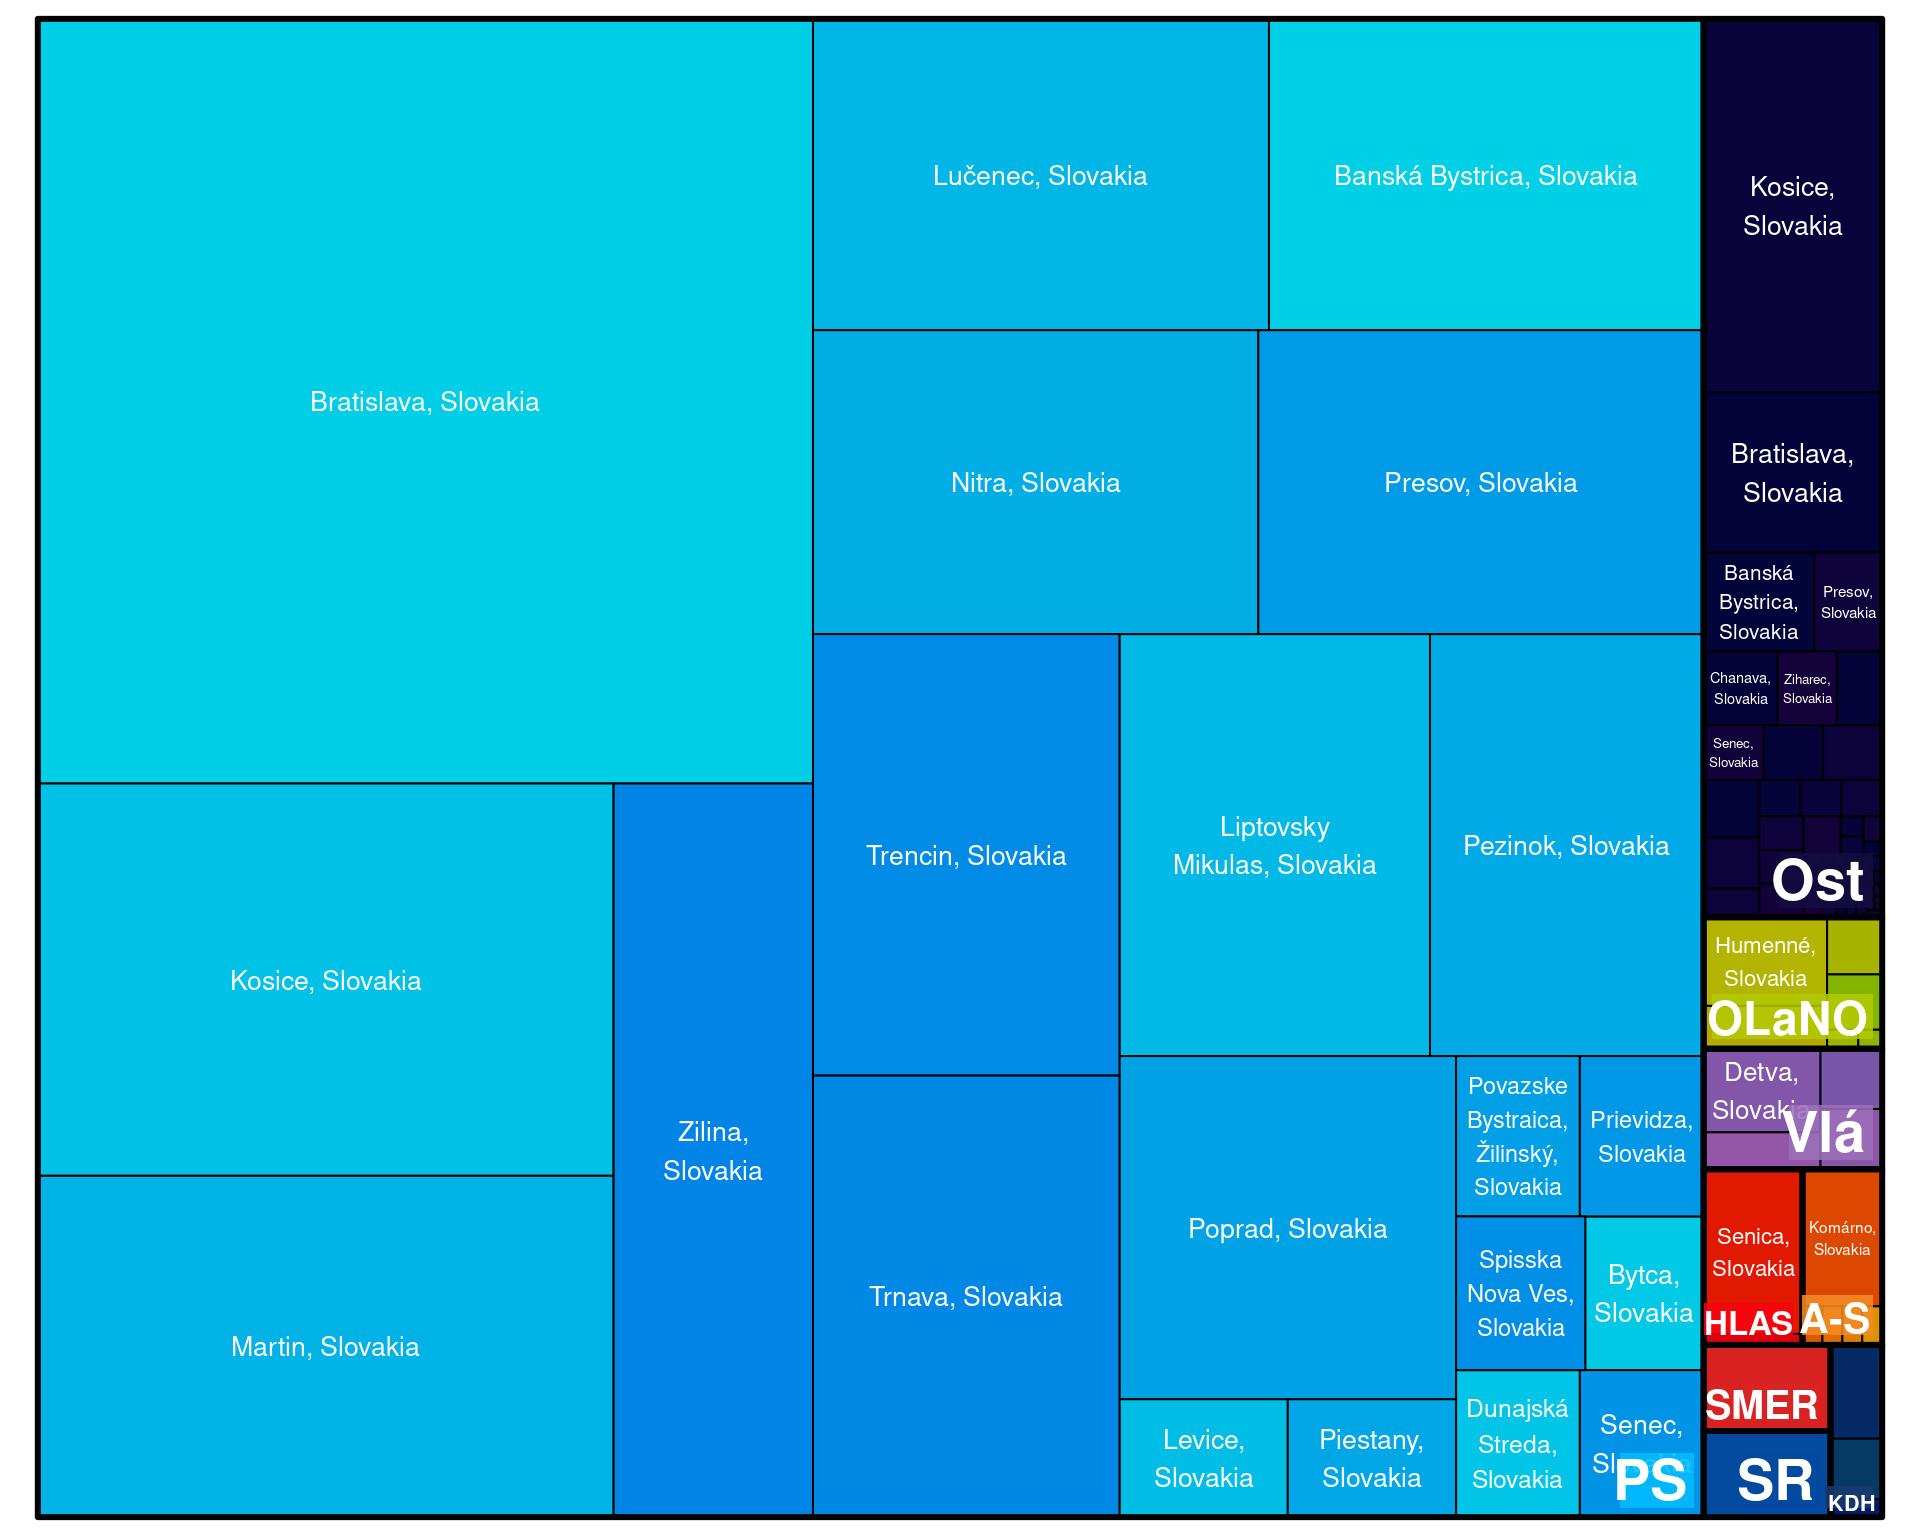 Bratislava, Slovakia
Lučenec, Slovakia
Banská Bystrica, Slovakia
Nitra, Slovakia
Presov, Slovakia
Kosice, Slovakia
Martin, Slovakia
Zilina,
Slovakia
Trencin, Slovakia
Trnava, Slovakia
Liptovsky
Mikulas, Slovakia
Pezinok, Slovakia
Poprad, Slovakia
Levice,
Slovakia
Piestany,
Slovakia
Povazske
Bystraica,
Žilinský,
Slovakia
Prievidza,
Slovakia
Spisska
Nova Ves,
Slovakia
Bytca,
Slovakia
Dunajská
Streda,
Slovakia
Senec,
Slovakia
PS
Kosice,
Slovakia
Bratislava,
Slovakia
Banská
Bystrica,
Slovakia
Presov,
Slovakia
Chanava,
Slovakia
Ziharec,
Slovakia
Senec,
Slovakia
Ost
Humenné,
Slovakia
OLaNO
Detva,
Slovakia
Vlá
Senica,
Slovakia
HLAS
Komárno,
Slovakia
A-S
SMER
SR
KDH